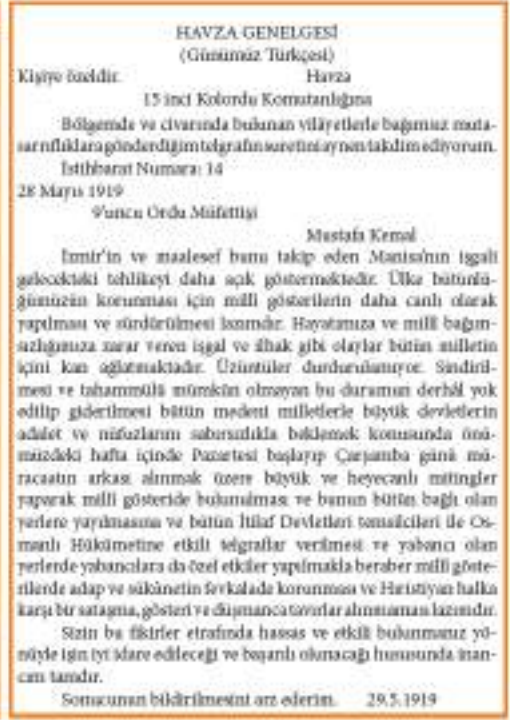 HAVZA GENELGESİ
(Günümüz Türkçesi)
Kişiye özeldir. Havza
15 inci Kolordu Komutanlığına
Bölgemde ve civarında bulunan vilâyetlerle bağımsız muta-
sarrıflıklara gönderdiğim telgrafın suretini aynen takdim ediyorum.
İstihbarat Numara: 14
28 Mayıs 1919
9'uncu Ordu Müfettişi
Mustafa Kemal
İzmir'in ve maalesef bunu takip eden Manisa'nın işgali
gelecekteki tehlikeyi daha açık göstermektedir. Ülke bütünlü-
ğümüzün korunması için millî gösterilerin daha canlı olarak
yapılması ve sürdürülmesi lazımdır. Hayatımıza ve millî bağım-
sızlığımıza zarar veren işgal ve ilhak gibi olaylar bütün milletin
içini kan ağlatmaktadır. Üzüntüler durdurulamıyor. Sindiril-
mesi ve tahammülü mümkün olmayan bu durumun derhâl yok
edilip giderilmesi bütün medeni milletlerle büyük devletlerin
adalet ve nüfuzlarını sabırsızlıkla beklemek konusunda önü-
müzdeki hafta içinde Pazartesi başlayıp Çarşamba günü mü-
racaatın arkası alınmak üzere büyük ve heyecanlı mitingler
yaparak millî gösteride bulunulması ve bunun bütün bağlı olan
yerlere yayılmasına ve bütün İtilaf Devletleri temsilcileri ile Os-
manlı Hükûmetine etkili telgraflar verilmesi ve yabancı olan
yerlerde yabancılara da özel etkiler yapılmakla beraber millî göste-
rilerde adap ve sükûnetin fevkalade korunması ve Hıristiyan halka
karşı bir sataşma, gösteri ve düşmanca tavırlar alınmaması lazımdır.
Sizin bu fikirler etrafında hassas ve etkili bulunmanız yö-
nüyle işin iyi idare edileceği ve başarılı olunacağı hususunda inan-
cım tamdır.
Sonucunun bildirilmesini arz ederim. 29.5.1919